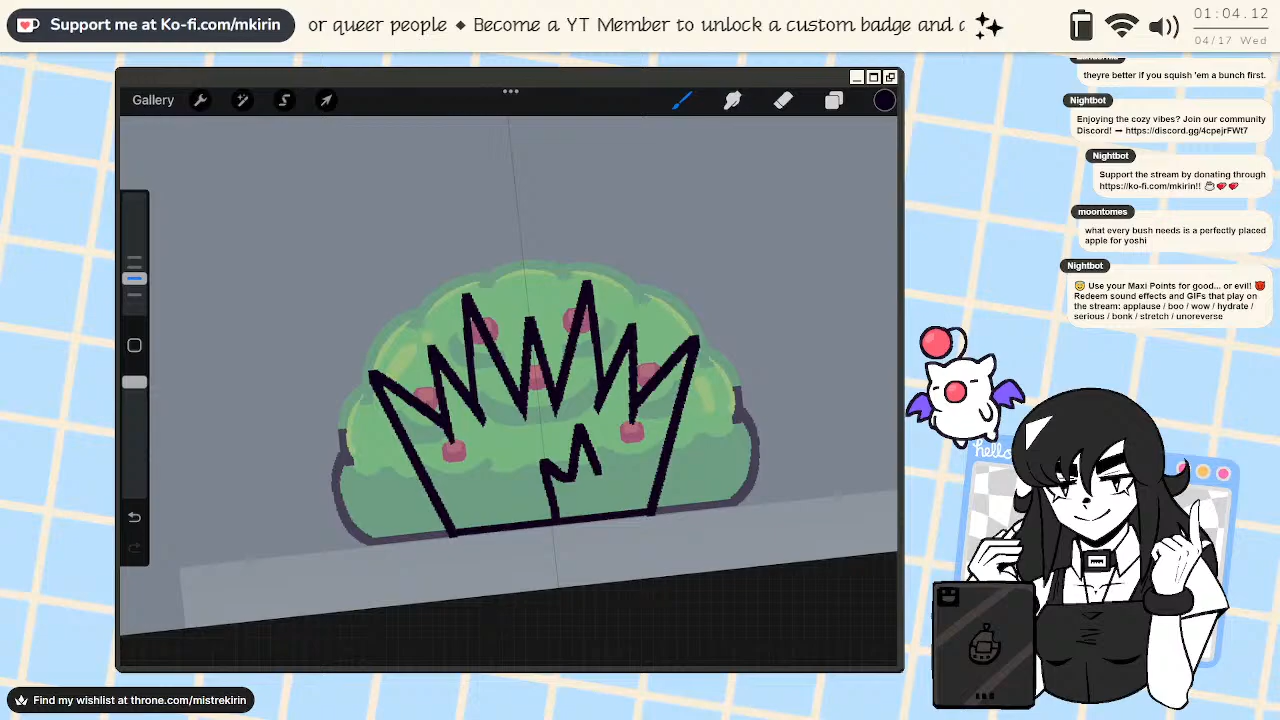 Support me at Ko-fi.com/mkirin
or queer people ◆ Become a YT Member to unlock a custom badge and
01:04.12
04/17 Wed
theyre better if you squish 'em a bunch first.
Nightbot
Enjoying the cozy vibes? Join our community
Discord! ➞ https://discord.gg/4cpejrFWt7
Nightbot
Support the stream by donating through
https://ko-fi.com/mkirin!! ☕❤️❤️
moontomes
what every bush needs is a perfectly placed
apple for yoshi
Nightbot
😇 Use your Maxi Points for good... or evil! 😈
Redeem sound effects and GIFs that play on
the stream: applause / boo / wow / hydrate /
serious / bonk / stretch / unoreverse
Gallery
hello
Find my wishlist at throne.com/mistrekirin